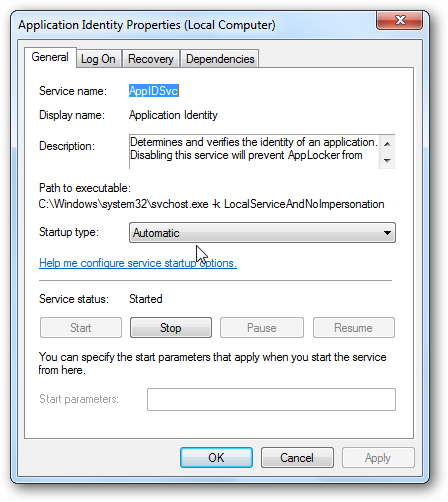 Application Identity Properties (Local Computer)
General Log On Recovery Dependencies
Service name: AppIDSvc
Display name: Application Identity
Description: Determines and verifies the identity of an application.
Disabling this service will prevent AppLocker from
Path to executable:
C:\Windows\system32\svchost.exe -k LocalServiceAndNoImpersonation
Startup type: Automatic
Help me configure service startup options.
Service status: Started
Start Stop Pause Resume
You can specify the start parameters that apply when you start the service
from here.
Start parameters:
OK Cancel Apply